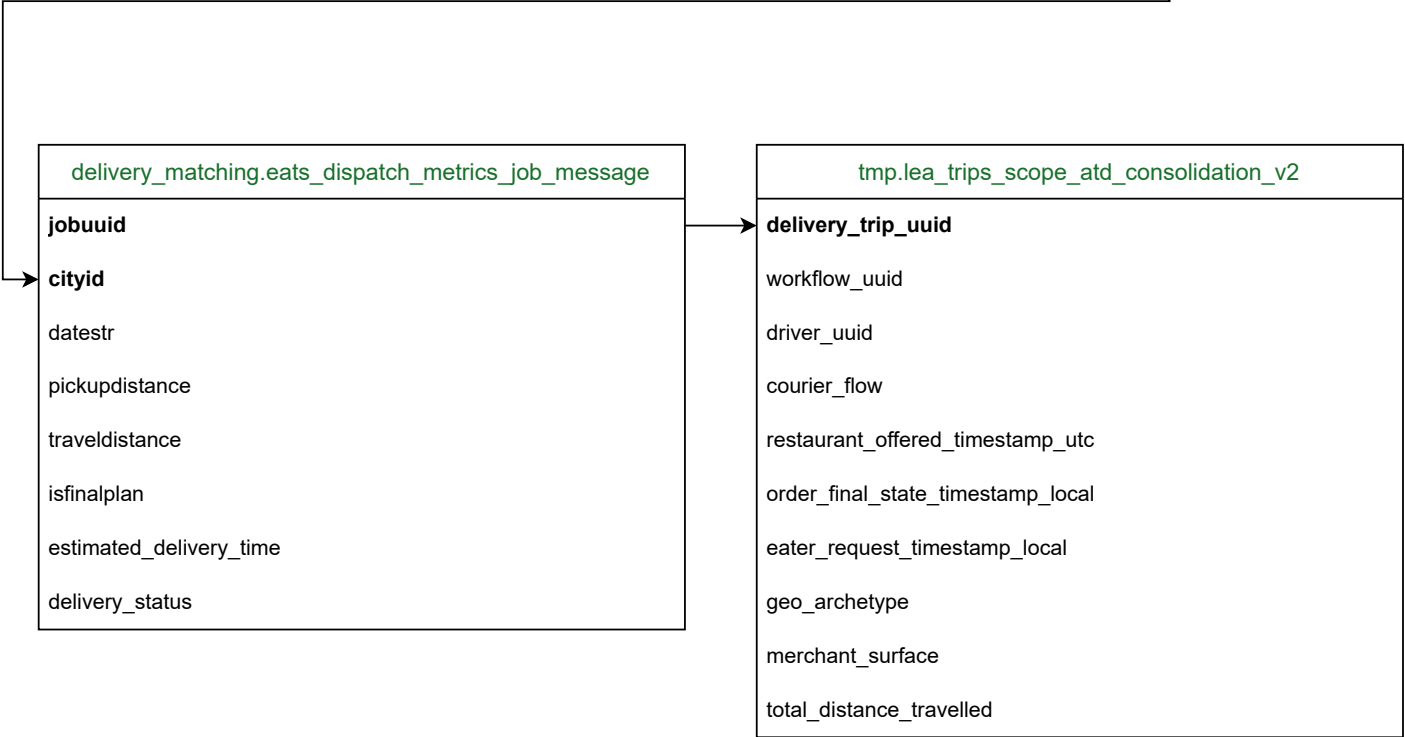 delivery_matching.eats_dispatch_metrics_job_message
jobuuid
cityid
datestr
pickupdistance
traveldistance
isfinalplan
estimated_delivery_time
delivery_status
tmp.lea_trips_scope_atd_consolidation_v2
delivery_trip_uuid
workflow_uuid
driver_uuid
courier_flow
restaurant_offered_timestamp_utc
order_final_state_timestamp_local
eater_request_timestamp_local
geo_archetype
merchant_surface
total_distance_travelled